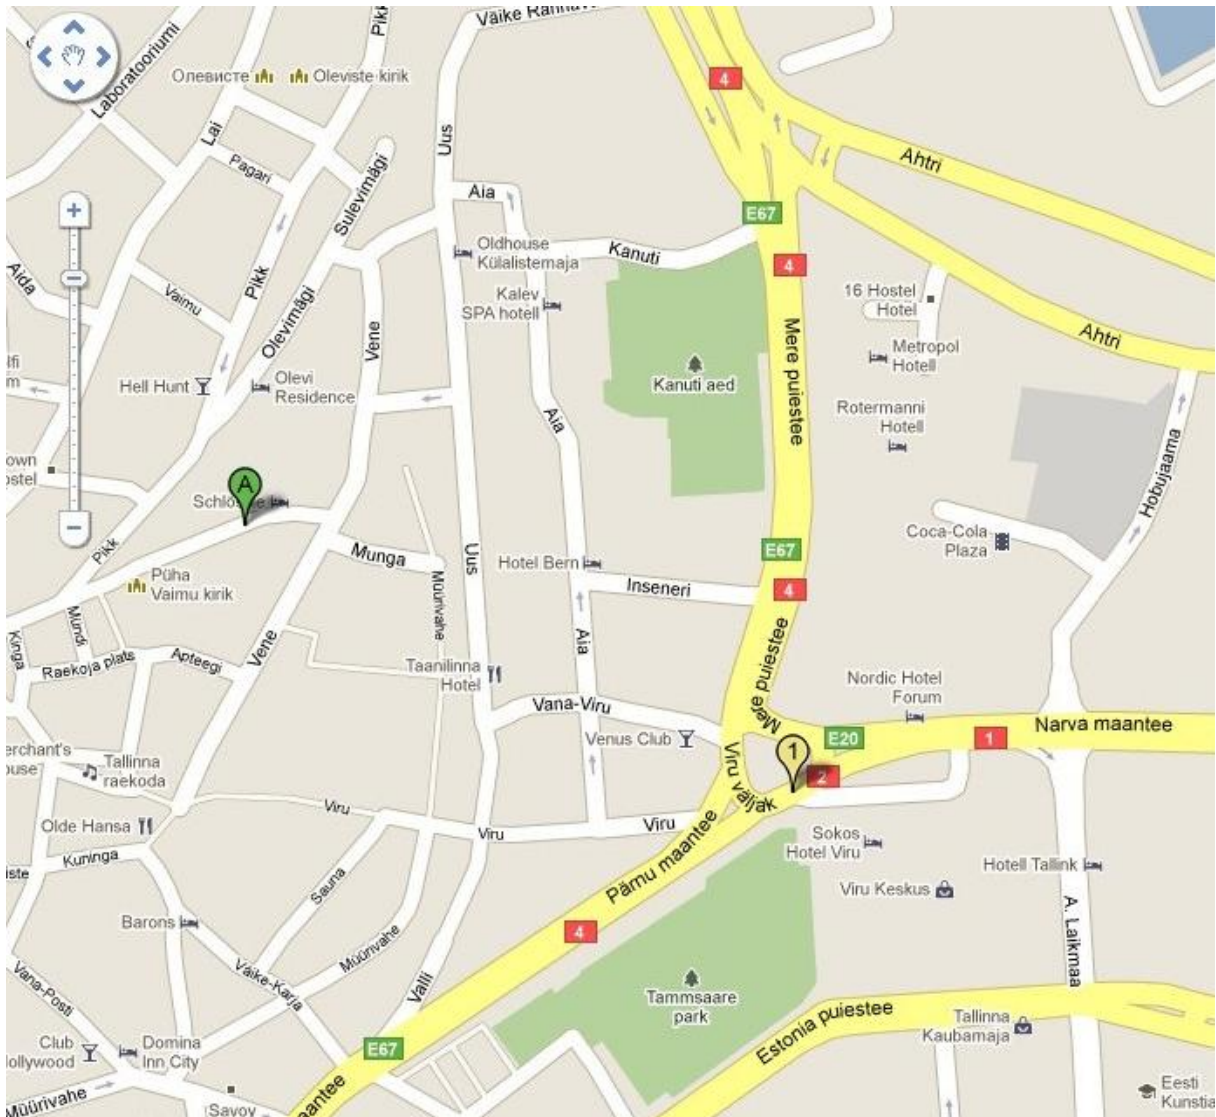 Väike Rannavä
Pikk
4
Laboratooriumi
Олевисте
Oleviste kirik
Lai
Uus
Ahtri
Pagari
Sulevimägi
Aia
E67
Oldhouse
Külalistemaja
Kanuti
4
Aida
Vaimu
Pikk
Olevimägi
Kalev
SPA hotell
16 Hostel
Hotel
Ahtri
Vene
Mere puiestee
Metropol
Hotell
Hell Hunt
Olevi
Residence
Kanuti aed
Aia
Rotermanni
Hotell
Hobujaama
own
ostel
A
Pikk
Munga
Uus
Hotel Bern
E67
Coca-Cola
Plaza
Püha
Vaimu kirik
Müürivahe
Inseneri
4
Mündi
Kinga
Raekoja plats
Apteegi
Vene
Aia
Mere puiestee
Taanilinna
Hotel
Nordic Hotel
Forum
Vana-Viru
Venus Club
Viru väljak
1
E20
1
Narva maantee
2
erchant's
ouse
Tallinna
raekoda
Viru
Viru
Viru
Olde Hansa
Kuninga
Sauna
Pärnu maantee
Sokos
Hotel Viru
Hotell Tallink
Viru Keskus
Barons
Müürivahe
4
A. Laikmaa
Väike-Karja
Valli
Vana-Posti
Tammsaare
park
Estonia puiestee
Tallinna
Kaubamaja
Club
ollywood
Domina
Inn City
E67
Müürivahe
Savoy
aantee
Eesti
Kunstia